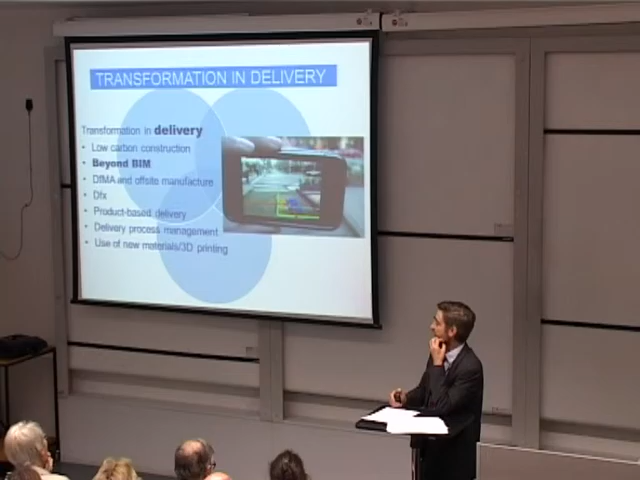 TRANSFORMATION IN DELIVERY
Transformation in delivery
• Low carbon construction
• Beyond BIM
• DfMA and offsite manufacture
• Dfx
• Product-based delivery
• Delivery process management
• Use of new materials/3D printing